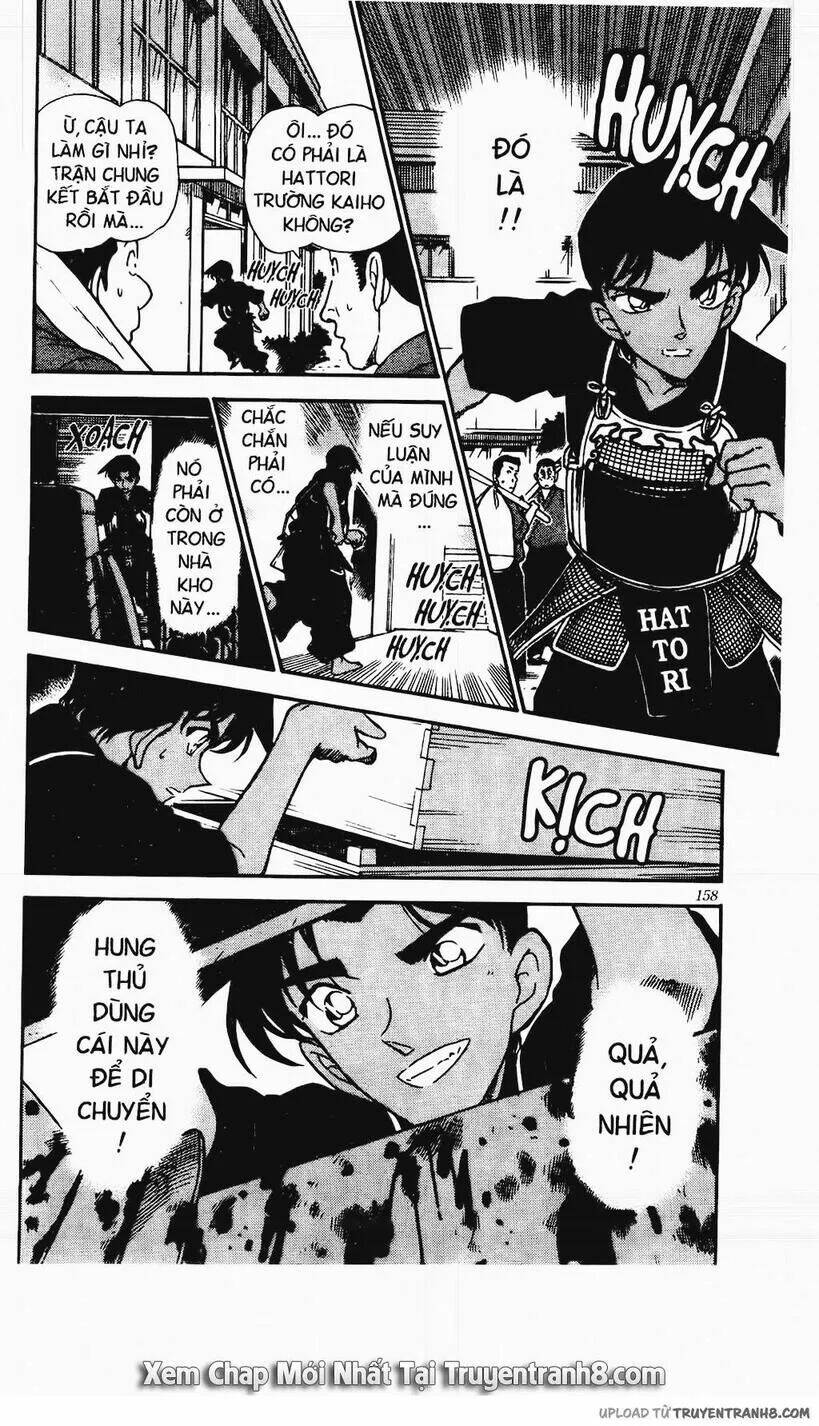 HUỴCH
ĐÓ
LÀ
!!
ÔI... ĐÓ
CÓ PHẢI LÀ
HATTORI
TRƯỜNG KAIHO
KHÔNG?
Ừ, CẬU TA
LÀM GÌ NHỈ?
TRẬN CHUNG
KẾT BẮT ĐẦU
RỒI MÀ...
HUỴCH
HUỴCH
HAT
TO
RI
NẾU SUY
LUẬN
CỦA MÌNH
MÀ ĐÚNG
...
CHẮC
CHẮN PHẢI
CÓ...
HUỴCH
HUỴCH
HUỴCH
XOẠCH
NÓ
PHẢI
CÒN Ở
TRONG
NHÀ
KHO
NÀY...
KỊCH
158
QUẢ,
QUẢ
NHIÊN
!
HUNG
THỦ
DÙNG
CÁI NÀY
ĐỂ DI
CHUYỂN
!
Xem Chap Mới Nhất Tại Truyentranh8.com
UPLOAD TỪ TRUYENTRANH8.COM